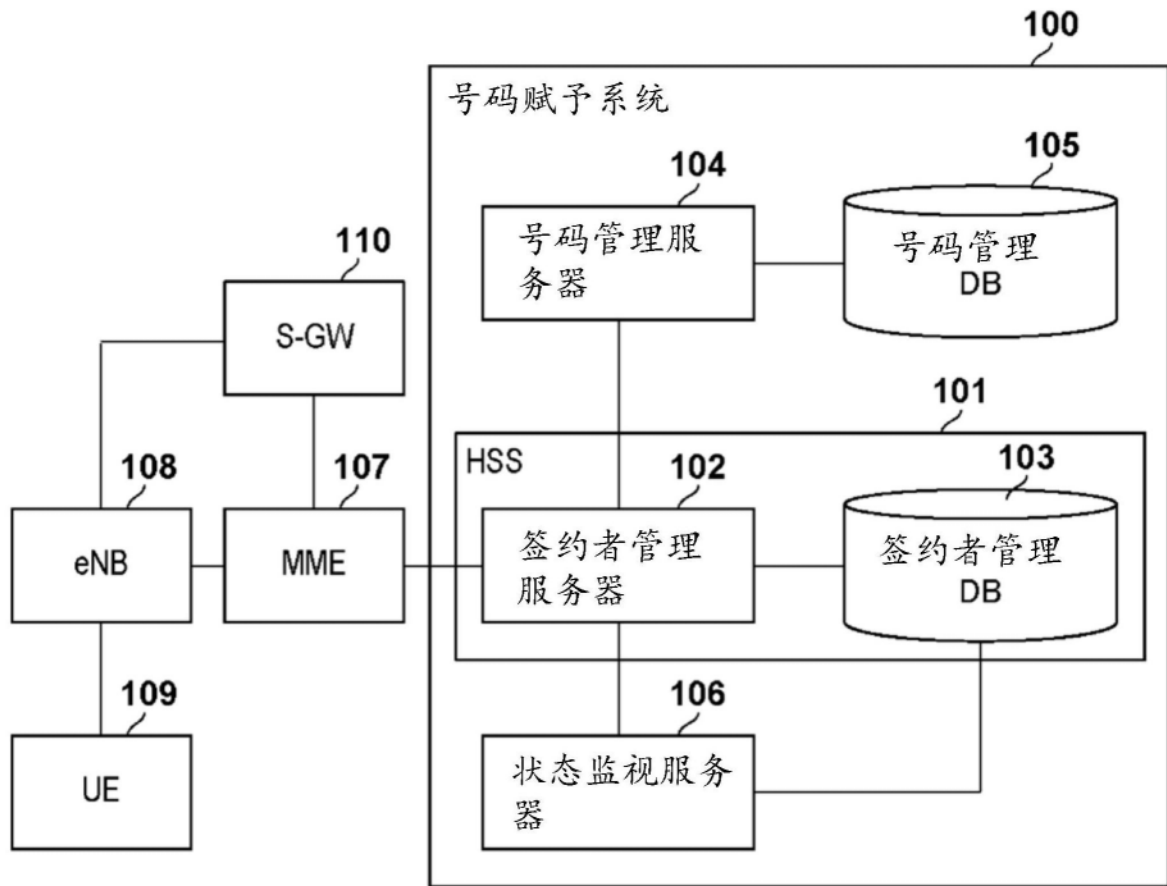 100
号码赋予系统
104
105
号码管理服
务器
号码管理
DB
110
S-GW
101
HSS
108
107
102
103
eNB
MME
签约者管理
服务器
签约者管理
DB
109
106
UE
状态监视服务
器